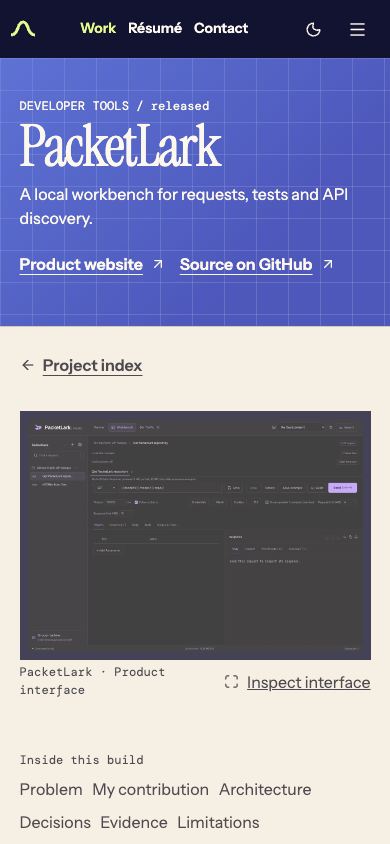 Work Résumé Contact
DEVELOPER TOOLS / released
PacketLark
A local workbench for requests, tests and API
discovery.
Product website Source on GitHub
Project index
PacketLark
PacketLark · Product
interface
Inspect interface
Inside this build
Problem My contribution Architecture
Decisions Evidence Limitations